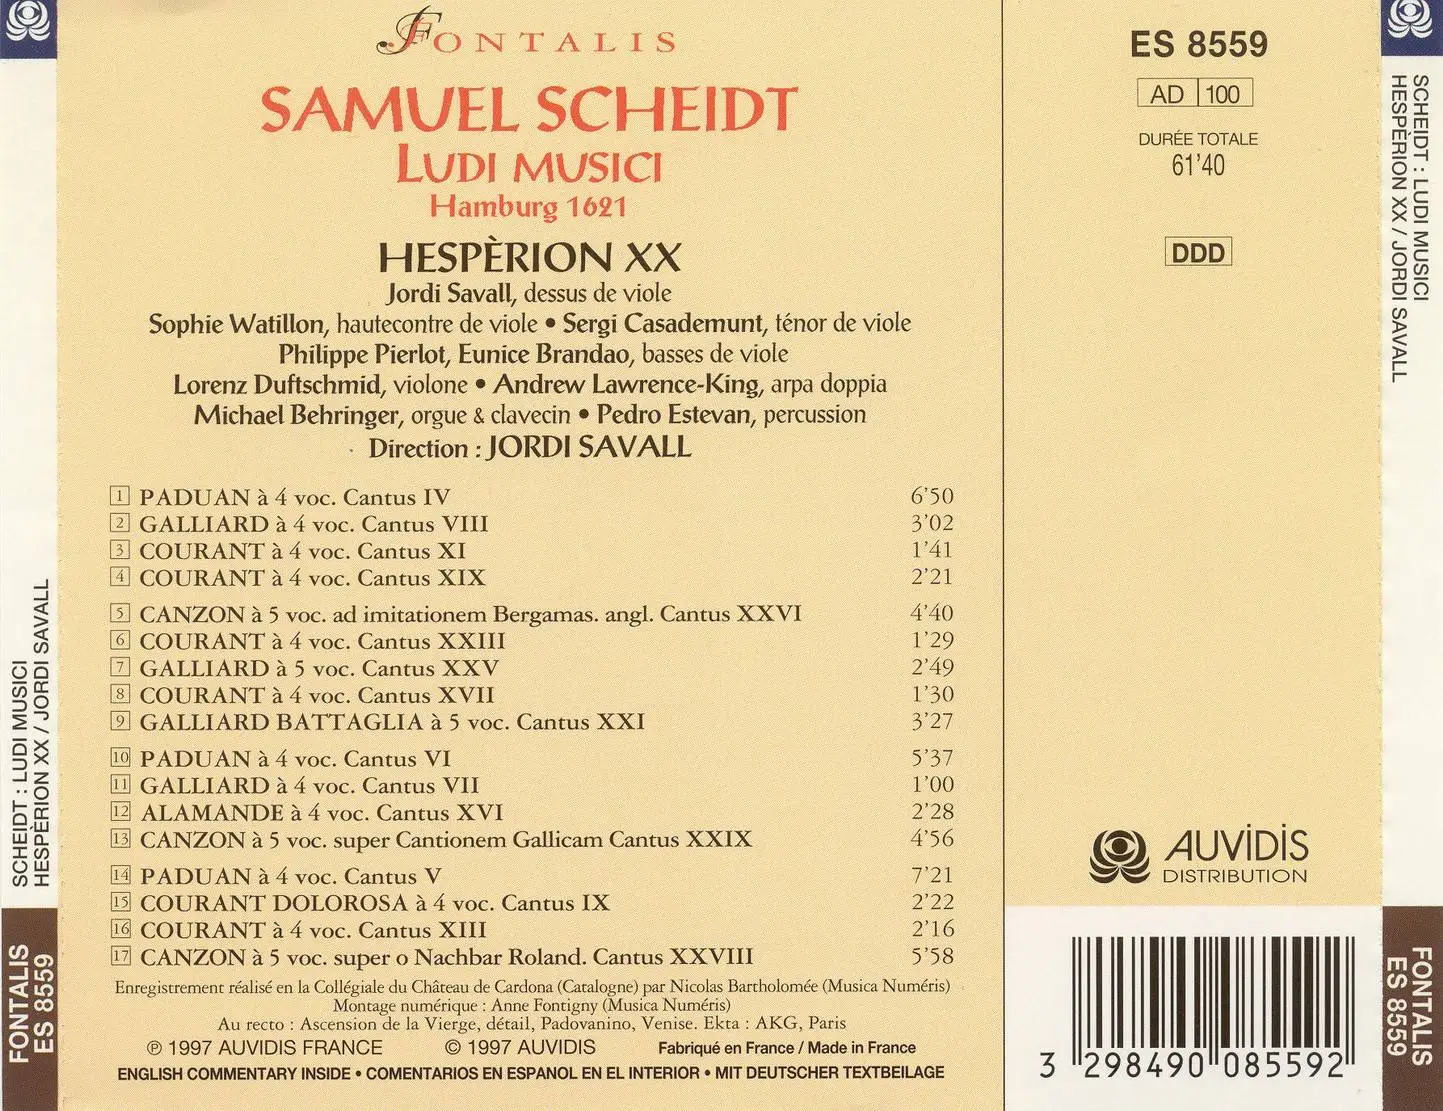 FONTALIS
SAMUEL SCHEIDT
LUDI MUSICI
Hamburg 1621
HESPÈRION XX
Jordi Savall, dessus de viole
Sophie Watillon, hautecontre de viole • Sergi Casademunt, ténor de viole
Philippe Pierlot, Eunice Brandao, basses de viole
Lorenz Duftschmid, violone • Andrew Lawrence-King, arpa doppia
Michael Behringer, orgue & clavecin • Pedro Estevan, percussion
Direction : JORDI SAVALL
1 PADUAN à 4 voc. Cantus IV 6'50
2 GALLIARD à 4 voc. Cantus VIII 3'02
3 COURANT à 4 voc. Cantus XI 1'41
4 COURANT à 4 voc. Cantus XIX 2'21
5 CANZON à 5 voc. ad imitationem Bergamas. angl. Cantus XXVI 4'40
6 COURANT à 4 voc. Cantus XXIII 1'29
7 GALLIARD à 5 voc. Cantus XXV 2'49
8 COURANT à 4 voc. Cantus XVII 1'30
9 GALLIARD BATTAGLIA à 5 voc. Cantus XXI 3'27
10 PADUAN à 4 voc. Cantus VI 5'37
11 GALLIARD à 4 voc. Cantus VII 1'00
12 ALAMANDE à 4 voc. Cantus XVI 2'28
13 CANZON à 5 voc. super Cantionem Gallicam Cantus XXIX 4'56
14 PADUAN à 4 voc. Cantus V 7'21
15 COURANT DOLOROSA à 4 voc. Cantus IX 2'22
16 COURANT à 4 voc. Cantus XIII 2'16
17 CANZON à 5 voc. super o Nachbar Roland. Cantus XXVIII 5'58
Enregistrement réalisé en la Collégiale du Château de Cardona (Catalogne) par Nicolas Bartholomée (Musica Numéris)
Montage numérique : Anne Fontigny (Musica Numéris)
Au recto : Ascension de la Vierge, détail, Padovanino, Venise. Ekta : AKG, Paris
℗ 1997 AUVIDIS FRANCE © 1997 AUVIDIS Fabriqué en France / Made in France
ENGLISH COMMENTARY INSIDE • COMENTARIOS EN ESPANOL EN EL INTERIOR • MIT DEUTSCHER TEXTBEILAGE
ES 8559
AD 100
DURÉE TOTALE
61'40
DDD
AUVIDIS
DISTRIBUTION
3 298490 085592
SCHEIDT : LUDI MUSICI
HESPÈRION XX / JORDI SAVALL
FONTALIS
ES 8559
SCHEIDT : LUDI MUSICI
HESPÈRION XX / JORDI SAVALL
FONTALIS
ES 8559